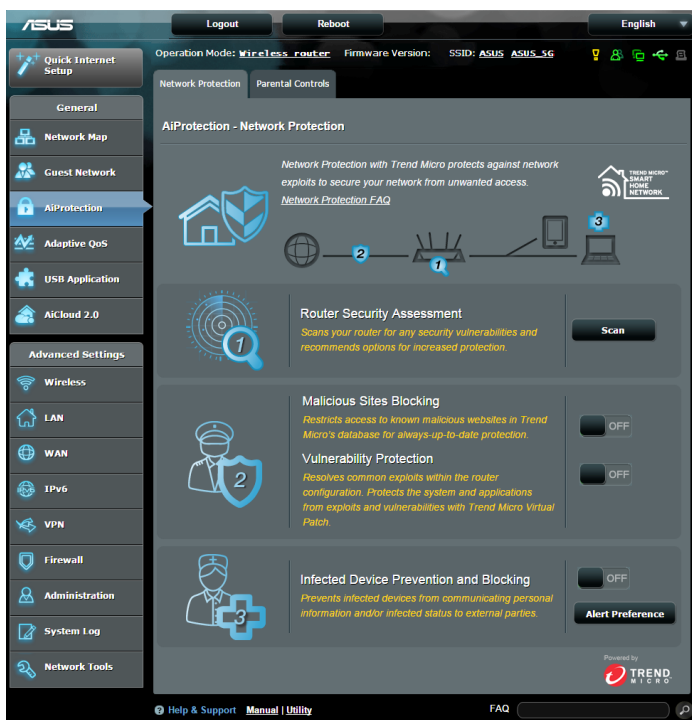 ASUS
Logout
Reboot
English
Quick Internet
Setup
Operation Mode: Wireless router Firmware Version: SSID: ASUS ASUS_5G
Network Protection
Parental Controls
General
Network Map
Guest Network
AiProtection
Adaptive QoS
USB Application
AiCloud 2.0
Advanced Settings
Wireless
LAN
WAN
IPv6
VPN
Firewall
Administration
System Log
Network Tools
AiProtection - Network Protection
Network Protection with Trend Micro protects against network
exploits to secure your network from unwanted access.
Network Protection FAQ
TREND MICRO™
SMART
HOME
NETWORK
2
1
3
1
Router Security Assessment
Scans your router for any security vulnerabilities and
recommends options for increased protection.
Scan
2
Malicious Sites Blocking
Restricts access to known malicious websites in Trend
Micro's database for always-up-to-date protection.
OFF
Vulnerability Protection
Resolves common exploits within the router
configuration. Protects the system and applications
from exploits and vulnerabilities with Trend Micro Virtual
Patch.
OFF
3
Infected Device Prevention and Blocking
Prevents infected devices from communicating personal
information and/or infected status to external parties.
OFF
Alert Preference
Powered by
TREND
MICRO
Help & Support Manual | Utility
FAQ